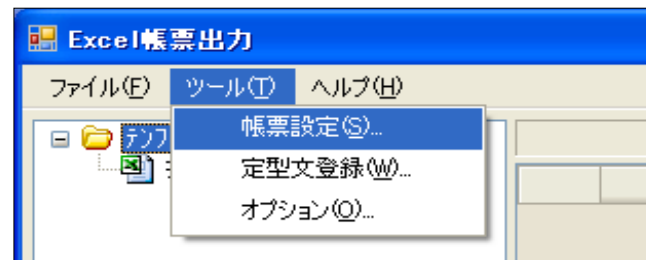 Excel帳票出力
ファイル(F) ツール(T) ヘルプ(H)
帳票設定(S)...
定型文登録(W)...
オプション(O)...